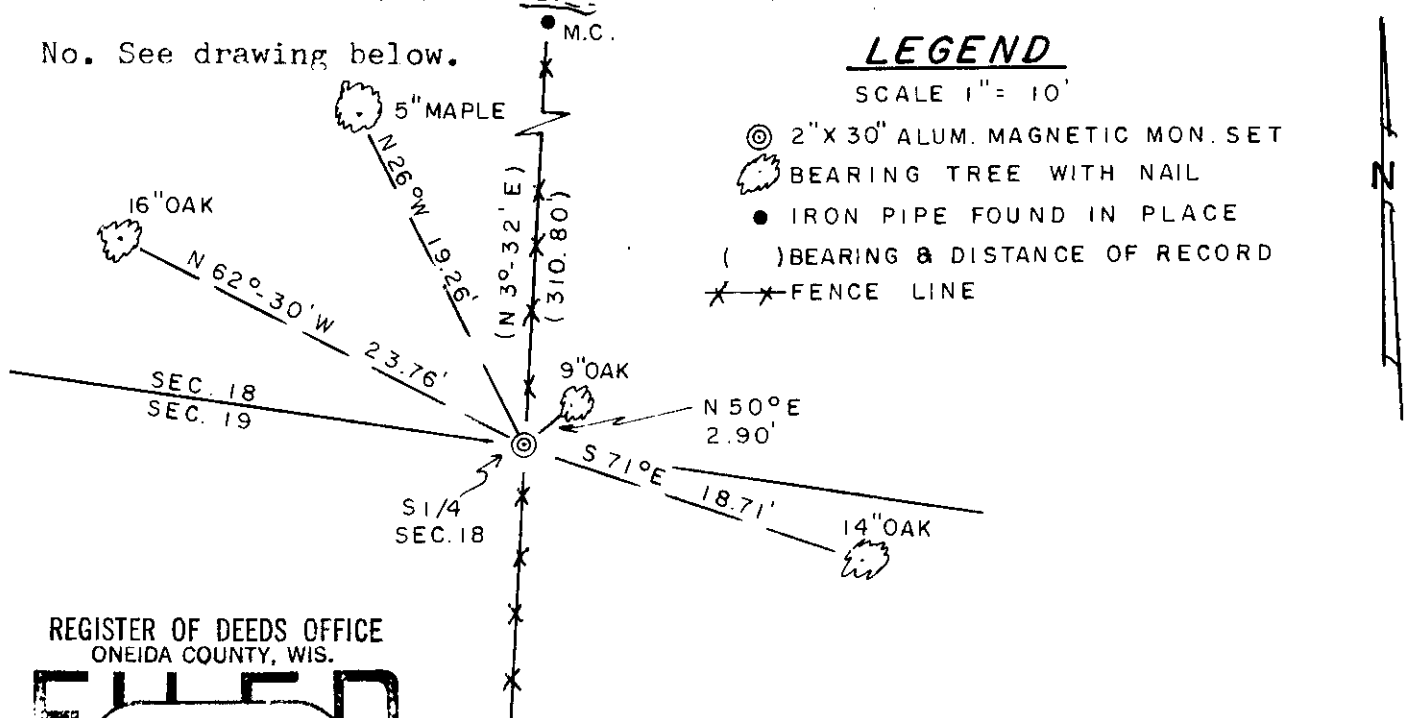 M.C.
No. See drawing below.
LEGEND
SCALE 1" = 10'
2" X 30" ALUM. MAGNETIC MON. SET
BEARING TREE WITH NAIL
IRON PIPE FOUND IN PLACE
( ) BEARING & DISTANCE OF RECORD
FENCE LINE
N
5" MAPLE
N 26° W 19.26'
16" OAK
N 62°-30' W 23.76'
(N 3°-32' E)
(310.80')
9" OAK
N 50° E
2.90'
SEC. 18
SEC. 19
S 71° E 18.71'
14" OAK
S 1/4
SEC. 18
REGISTER OF DEEDS OFFICE
ONEIDA COUNTY, WIS.